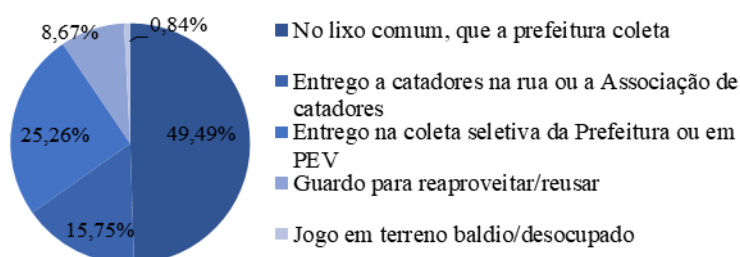 8,67%
0,84%
49,49%
25,26%
15,75%
No lixo comum, que a prefeitura coleta
Entrego a catadores na rua ou a Associação de
catadores
Entrego na coleta seletiva da Prefeitura ou em
PEV
Guardo para reaproveitar/reusar
Jogo em terreno baldio/desocupado